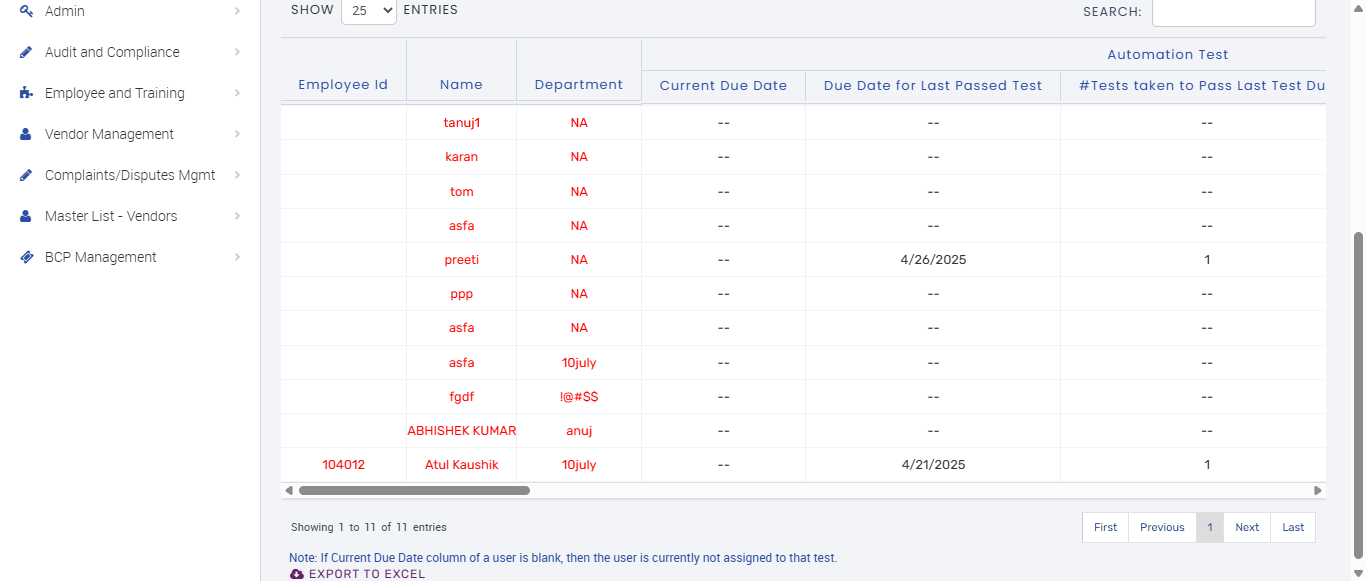 Admin
Audit and Compliance
Employee and Training
Vendor Management
Complaints/Disputes Mgmt
Master List - Vendors
BCP Management
SHOW 25 ENTRIES
SEARCH:
Automation Test
Employee Id Name Department Current Due Date Due Date for Last Passed Test #Tests taken to Pass Last Test Du
tanuj1 NA -- -- --
karan NA -- -- --
tom NA -- -- --
asfa NA -- -- --
preeti NA -- 4/26/2025 1
ppp NA -- -- --
asfa NA -- -- --
asfa 10july -- -- --
fgdf !@#$$ -- -- --
ABHISHEK KUMAR anuj -- -- --
104012 Atul Kaushik 10july -- 4/21/2025 1
Showing 1 to 11 of 11 entries
First Previous 1 Next Last
Note: If Current Due Date column of a user is blank, then the user is currently not assigned to that test.
EXPORT TO EXCEL